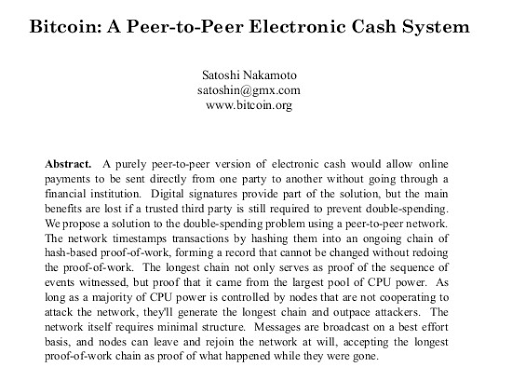 Bitcoin: A Peer-to-Peer Electronic Cash System
Satoshi Nakamoto
satoshin@gmx.com
www.bitcoin.org
Abstract. A purely peer-to-peer version of electronic cash would allow online
payments to be sent directly from one party to another without going through a
financial institution. Digital signatures provide part of the solution, but the main
benefits are lost if a trusted third party is still required to prevent double-spending.
We propose a solution to the double-spending problem using a peer-to-peer network.
The network timestamps transactions by hashing them into an ongoing chain of
hash-based proof-of-work, forming a record that cannot be changed without redoing
the proof-of-work. The longest chain not only serves as proof of the sequence of
events witnessed, but proof that it came from the largest pool of CPU power. As
long as a majority of CPU power is controlled by nodes that are not cooperating to
attack the network, they'll generate the longest chain and outpace attackers. The
network itself requires minimal structure. Messages are broadcast on a best effort
basis, and nodes can leave and rejoin the network at will, accepting the longest
proof-of-work chain as proof of what happened while they were gone.